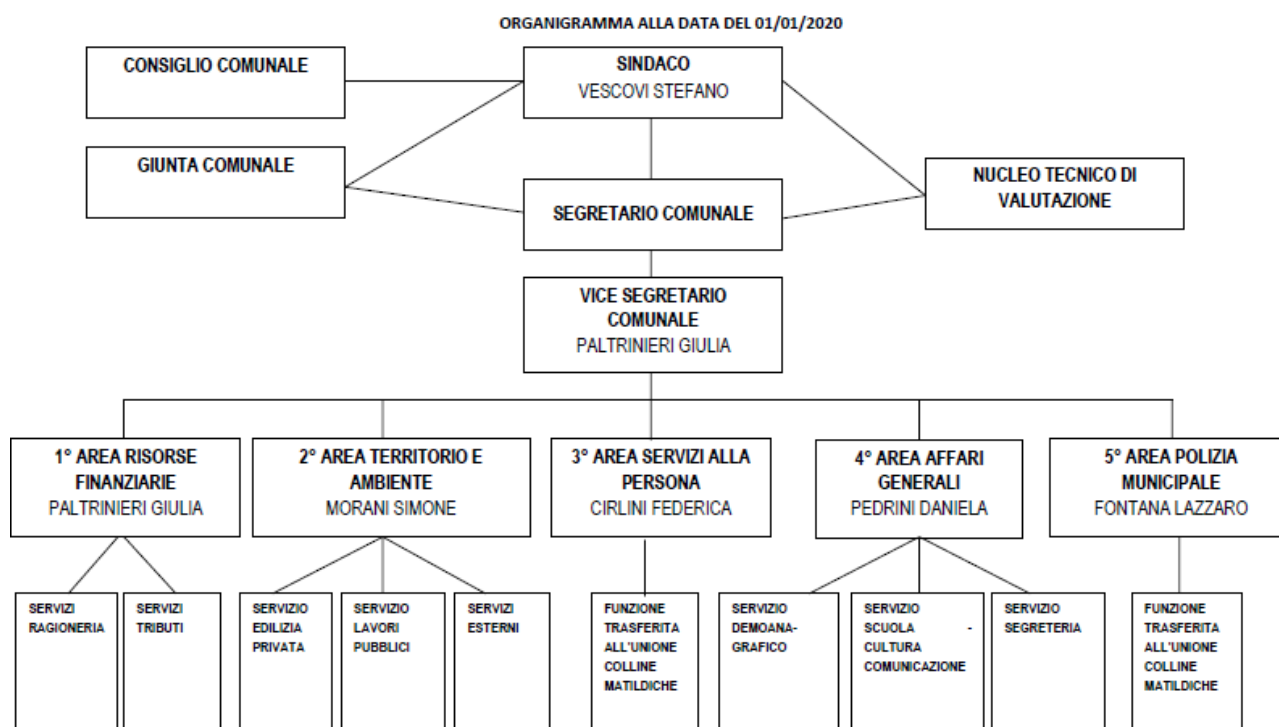 ORGANIGRAMMA ALLA DATA DEL 01/01/2020
CONSIGLIO COMUNALE
SINDACO
VESCOVI STEFANO
GIUNTA COMUNALE
SEGRETARIO COMUNALE
NUCLEO TECNICO DI
VALUTAZIONE
VICE SEGRETARIO
COMUNALE
PALTRINIERI GIULIA
1° AREA RISORSE
FINANZIARIE
PALTRINIERI GIULIA
2° AREA TERRITORIO E
AMBIENTE
MORANI SIMONE
3° AREA SERVIZI ALLA
PERSONA
CIRLINI FEDERICA
4° AREA AFFARI
GENERALI
PEDRINI DANIELA
5° AREA POLIZIA
MUNICIPALE
FONTANA LAZZARO
SERVIZI
RAGIONERIA
SERVIZI
TRIBUTI
SERVIZIO
EDILIZIA
PRIVATA
SERVIZIO
LAVORI
PUBBLICI
SERVIZI
ESTERNI
FUNZIONE
TRASFERITA
ALL'UNIONE
COLLINE
MATILDICHE
SERVIZIO
DEMOANA-
GRAFICO
SERVIZIO
SCUOLA -
CULTURA
COMUNICAZIONE
SERVIZIO
SEGRETERIA
FUNZIONE
TRASFERITA
ALL'UNIONE
COLLINE
MATILDICHE